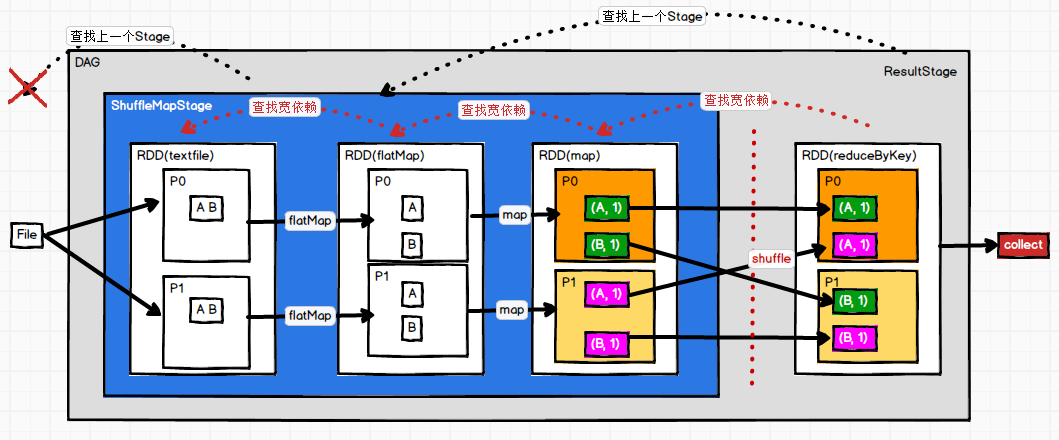 查找上一个Stage
查找上一个Stage
DAG
ResultStage
ShuffleMapStage
查找宽依赖
查找宽依赖
查找宽依赖
RDD(textfile)
RDD(flatMap)
RDD(map)
RDD(reduceByKey)
P0
A B
P1
A B
File
flatMap
flatMap
P0
A
B
P1
A
B
map
map
P0
(A, 1)
(B, 1)
P1
(A, 1)
(B, 1)
shuffle
P0
(A, 1)
(A, 1)
P1
(B, 1)
(B, 1)
collect